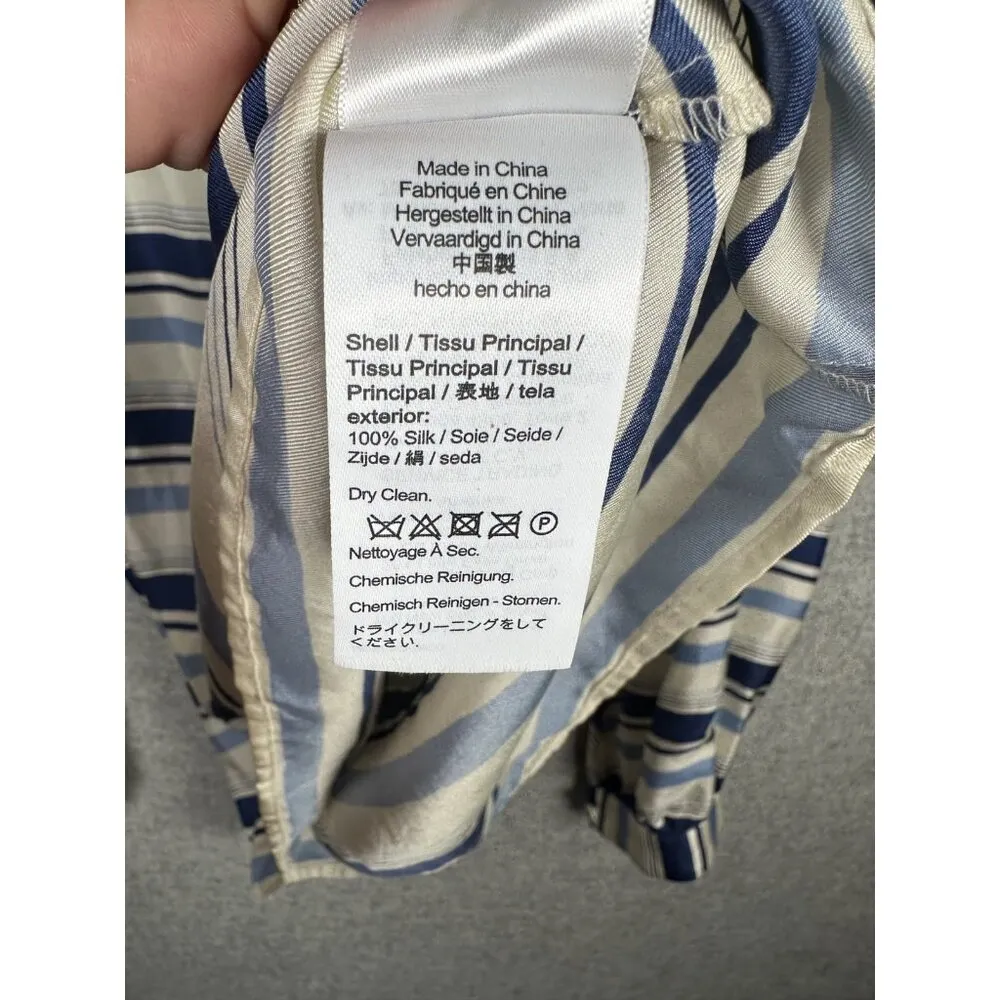 Made in China
Fabriqué en Chine
Hergestellt in China
Vervaardigd in China
中国製
hecho en china
Shell / Tissu Principal /
Tissu Principal / Tissu
Principal / 表地 / tela
exterior:
100% Silk / Soie / Seide /
Zijde / 絹 / seda
Dry Clean.
P
Nettoyage À Sec.
Chemische Reinigung.
Chemisch Reinigen - Stomen.
ドライクリーニングをして
ください.